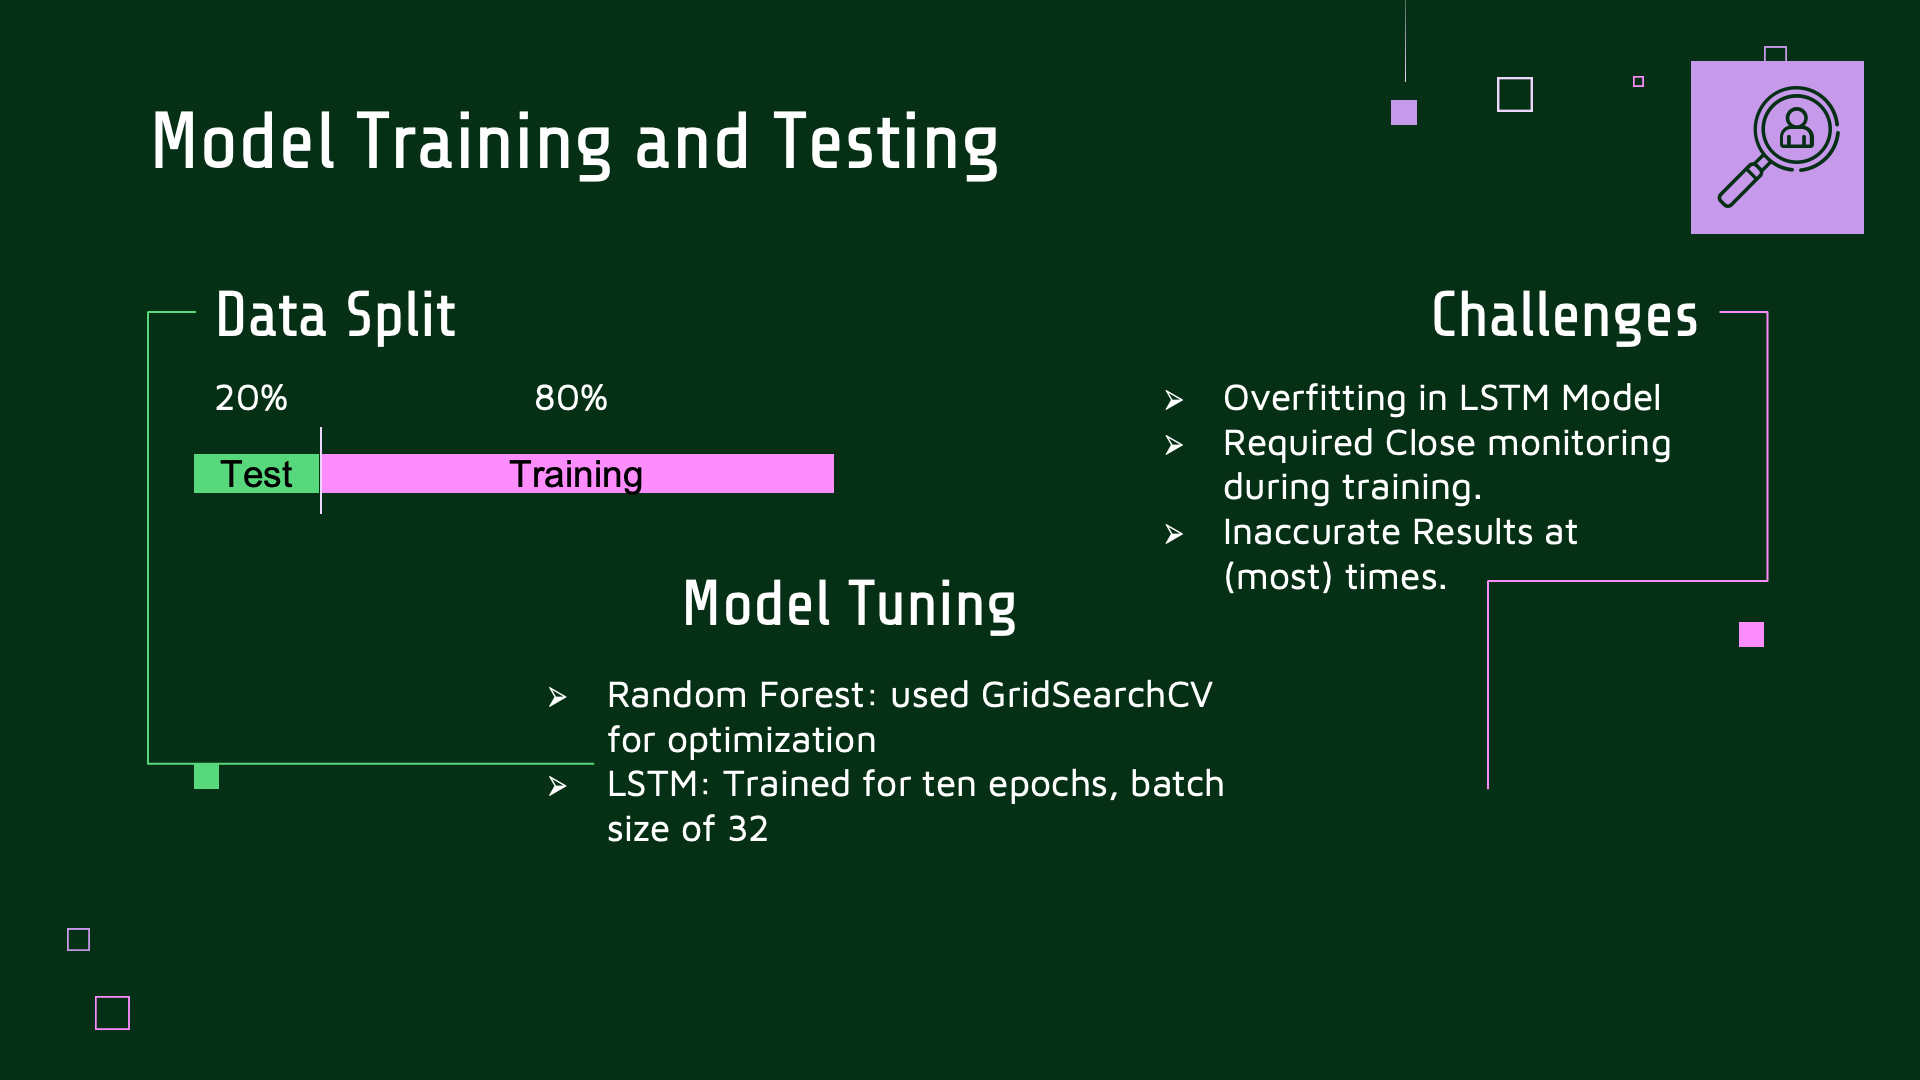 Model Training and Testing
Data Split
20%
80%
Test
Training
Challenges
➢ Overfitting in LSTM Model
➢ Required Close monitoring
during training.
➢ Inaccurate Results at
(most) times.
Model Tuning
➢ Random Forest: used GridSearchCV
for optimization
➢ LSTM: Trained for ten epochs, batch
size of 32